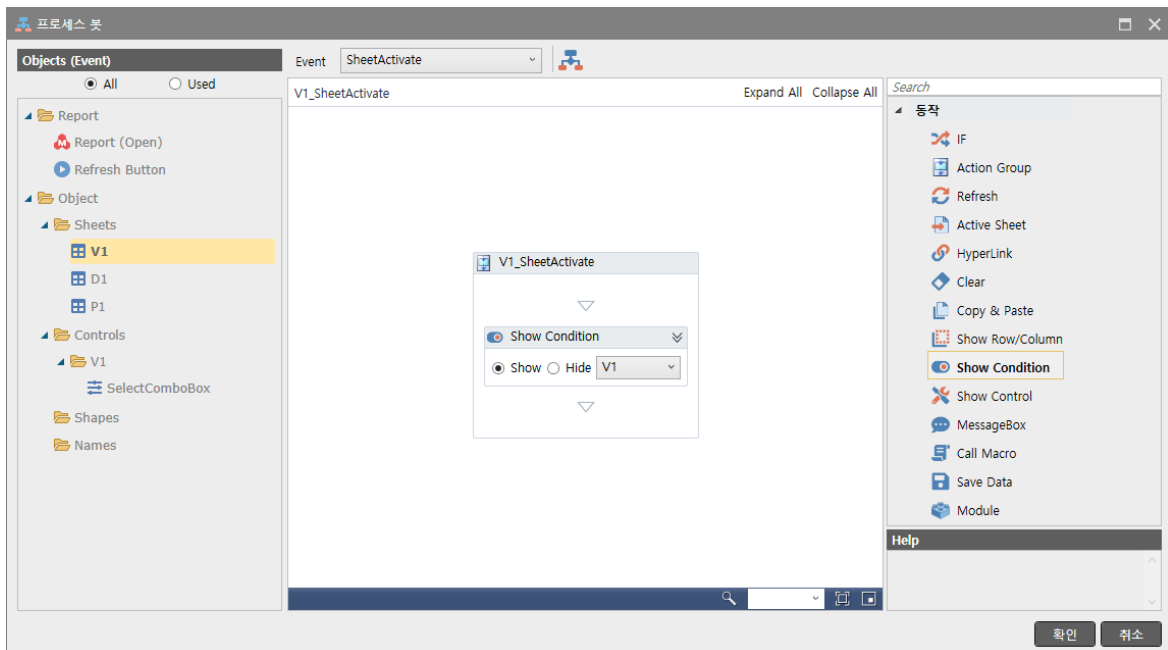 프로세스 봇
Objects (Event)
All Used
Report
Report (Open)
Refresh Button
Object
Sheets
V1
D1
P1
Controls
V1
SelectComboBox
Shapes
Names
Event SheetActivate
V1_SheetActivate Expand All Collapse All
V1_SheetActivate
Show Condition
Show Hide V1
Search
동작
IF
Action Group
Refresh
Active Sheet
HyperLink
Clear
Copy & Paste
Show Row/Column
Show Condition
Show Control
MessageBox
Call Macro
Save Data
Module
Help
확인 취소